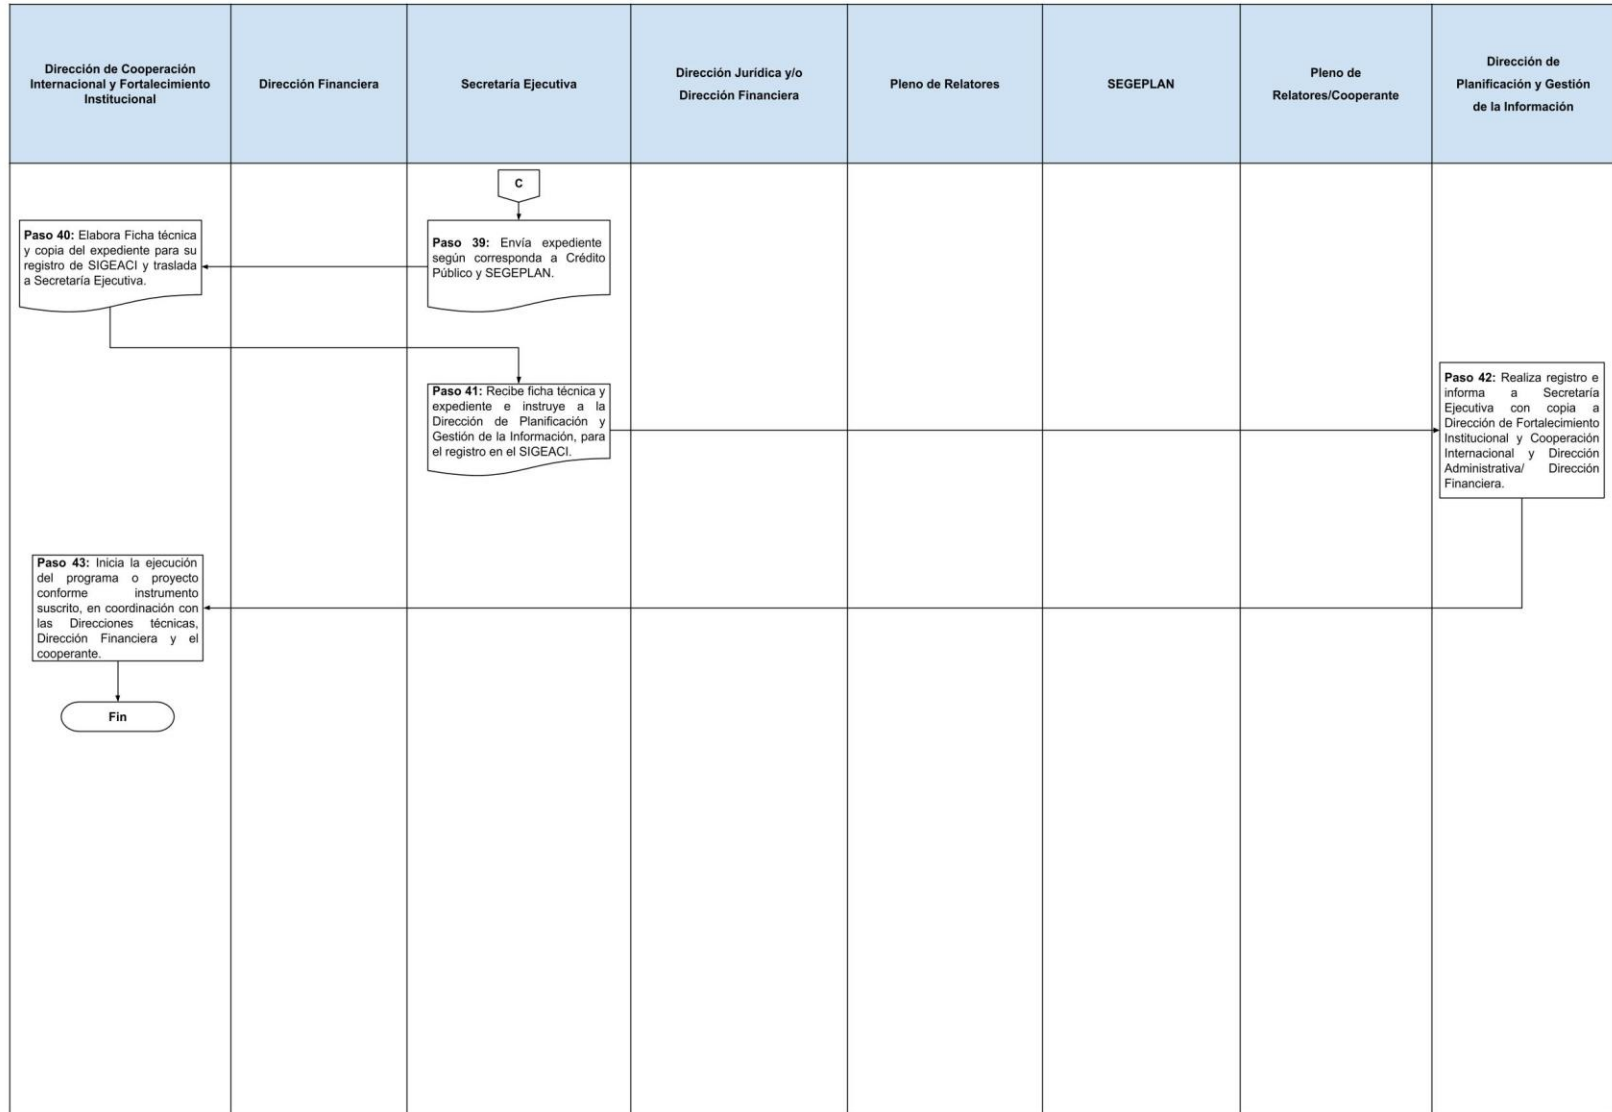 Dirección de Cooperación
Internacional y Fortalecimiento
Institucional
Dirección Financiera
Secretaría Ejecutiva
Dirección Jurídica y/o
Dirección Financiera
Pleno de Relatores
SEGEPLAN
Pleno de
Relatores/Cooperante
Dirección de
Planificación y Gestión
de la Información
C
Paso 39: Envía expediente
según corresponda a Crédito
Público y SEGEPLAN.
Paso 40: Elabora Ficha técnica
y copia del expediente para su
registro de SIGEACI y traslada
a Secretaría Ejecutiva.
Paso 41: Recibe ficha técnica y
expediente e instruye a la
Dirección de Planificación y
Gestión de la Información, para
el registro en el SIGEACI.
Paso 42: Realiza registro e
informa a Secretaría
Ejecutiva con copia a
Dirección de Fortalecimiento
Institucional y Cooperación
Internacional y Dirección
Administrativa/ Dirección
Financiera.
Paso 43: Inicia la ejecución
del programa o proyecto
conforme instrumento
suscrito, en coordinación con
las Direcciones técnicas,
Dirección Financiera y el
cooperante.
Fin